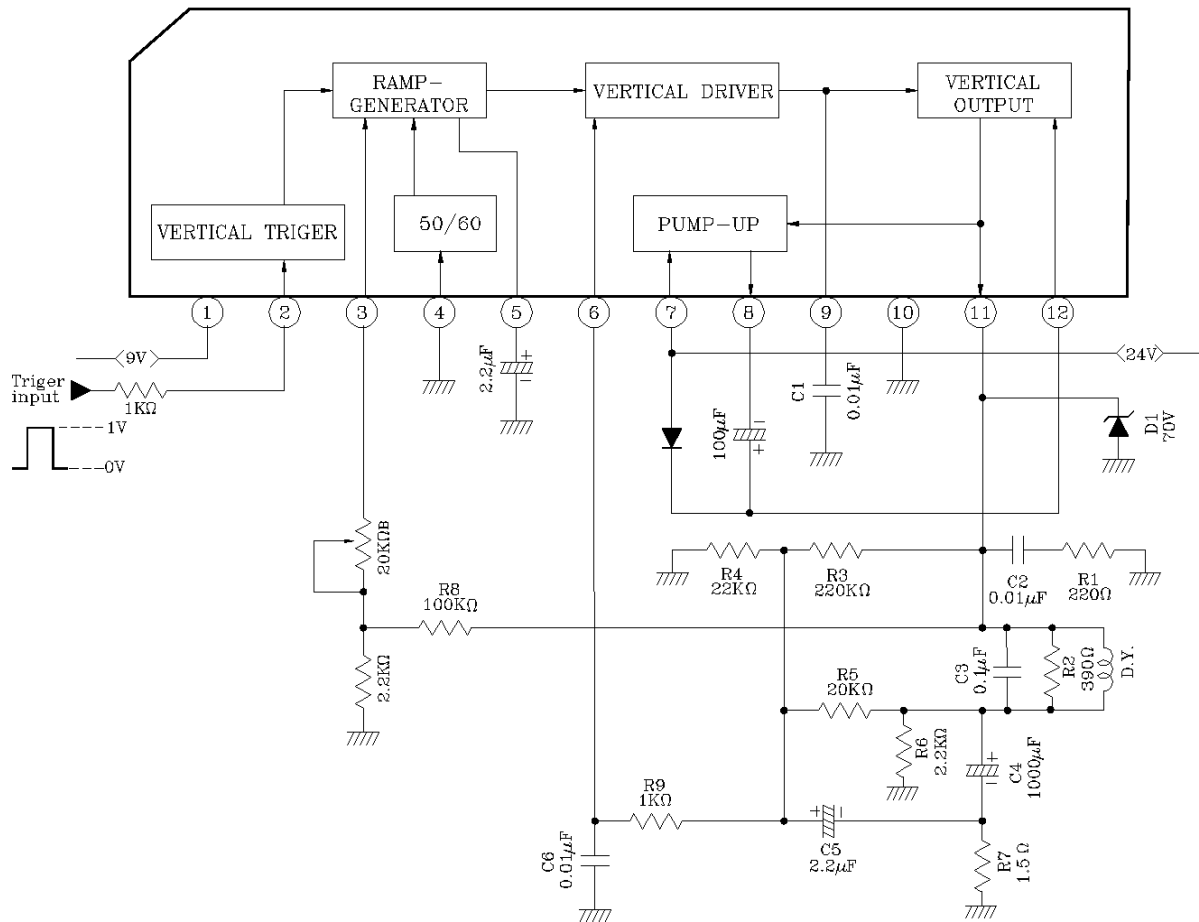 RAMP-
GENERATOR
VERTICAL DRIVER
VERTICAL
OUTPUT
VERTICAL TRIGER
50/60
PUMP-UP
1
2
3
4
5
6
7
8
9
10
11
12
9V
24V
Triger
input
1KΩ
1V
0V
+
2.2μF
-
100μF
-
+
C1
0.01μF
D1
70V
20KΩB
R4
22KΩ
R3
220KΩ
C2
0.01μF
R1
220Ω
R8
100KΩ
2.2KΩ
C3
0.1μF
R2
390Ω
D.Y.
R5
20KΩ
R6
2.2KΩ
+
-
C4
1000μF
R9
1KΩ
+
-
C5
2.2μF
C6
0.01μF
R7
1.5Ω